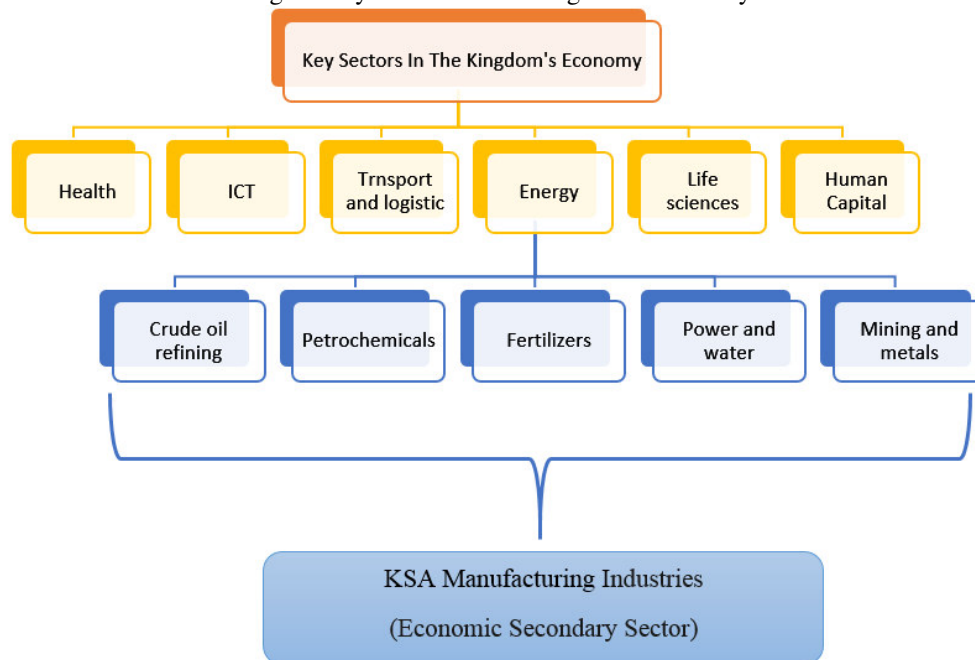 Key Sectors In The Kingdom's Economy
Health
ICT
Trnsport
and logistic
Energy
Life
sciences
Human
Capital
Crude oil
refining
Petrochemicals
Fertilizers
Power and
water
Mining and
metals
KSA Manufacturing Industries
(Economic Secondary Sector)